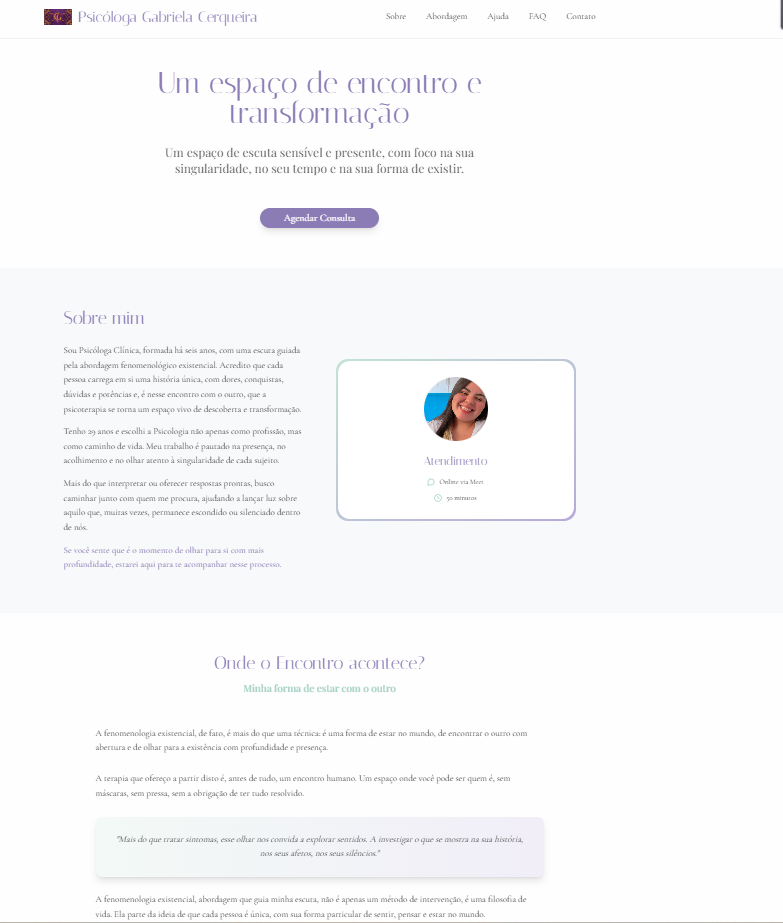 Psicóloga Gabriela Cerqueira
Sobre
Abordagem
Ajuda
FAQ
Contato
Um espaço de encontro e
transformação
Um espaço de escuta sensível e presente, com foco na sua
singularidade, no seu tempo e na sua forma de existir.
Agendar Consulta
Sobre mim
Sou Psicóloga Clínica, formada há seis anos, com uma escuta guiada
pela abordagem fenomenológico existencial. Acredito que cada
pessoa carrega em si uma história única, com dores, conquistas,
dúvidas e potências e, é nesse encontro com o outro, que a
psicoterapia se torna um espaço vivo de descoberta e transformação.
Tenho 29 anos e escolhi a Psicologia não apenas como profissão, mas
como caminho de vida. Meu trabalho é pautado na presença, no
acolhimento e no olhar atento à singularidade de cada sujeito.
Mais do que interpretar ou oferecer respostas prontas, busco
caminhar junto com quem me procura, ajudando a lançar luz sobre
aquilo que, muitas vezes, permanece escondido ou silenciado dentro
de nós.
Se você sente que é o momento de olhar para si com mais
profundidade, estarei aqui para te acompanhar nesse processo.
Atendimento
Online via Meet
50 minutos
Onde o Encontro acontece?
Minha forma de estar com o outro
A fenomenologia existencial, de fato, é mais do que uma técnica: é uma forma de estar no mundo, de encontrar o outro com
abertura e de olhar para a existência com profundidade e presença.
A terapia que ofereço a partir disto é, antes de tudo, um encontro humano. Um espaço onde você pode ser quem é, sem
máscaras, sem pressa, sem a obrigação de ter tudo resolvido.
"Mais do que tratar sintomas, esse olhar nos convida a explorar sentidos. A investigar o que se mostra na sua história,
nos seus afetos, nos seus silêncios."
A fenomenologia existencial, abordagem que guia minha escuta, não é apenas um método de intervenção, é uma filosofia de
vida. Ela parte da ideia de que cada pessoa é única, com sua forma particular de sentir, pensar e estar no mundo.